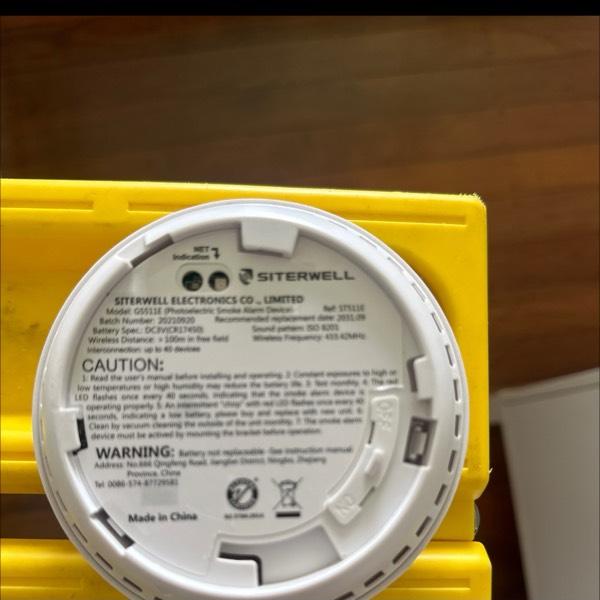 NET
Indication
SITERWELL
SITERWELL ELECTRONICS CO ., LIMITED
Model: GS511E (Photoelectric Smoke Alarm Device) Ref: ST511E
Batch Number: 20210920 Recommended replacement date: 2031.09
Battery Spec.: DC3V(CR17450) Sound pattern: ISO 8201
Wireless Distance: >100m in free field Wireless Frequency: 433.42MHz
Interconnection: up to 40 devices
CAUTION:
1: Read the user's manual before installing and operating. 2: Constant exposures to high or
low temperatures or high humidity may reduce the battery life. 3: Test monthly. 4: The red
LED flashes once every 40 seconds, indicating that the smoke alarm device is
operating properly. 5: An intermittent "chirp" with red LED flashes once every 40
seconds, indicating a low battery, please buy and replace with new unit. 6:
Clean by vacuum cleaning the outside of the unit monthly. 7: The smoke alarm
device must be actived by mounting the bracket before operation.
WARNING: Battery not replaceable -See instruction manual
Address: No.666 Qingfeng Road, Jiangbei District, Ningbo, Zhejiang
Province, China
Tel: 0086-574-87729581
OFF
ON
Made in China